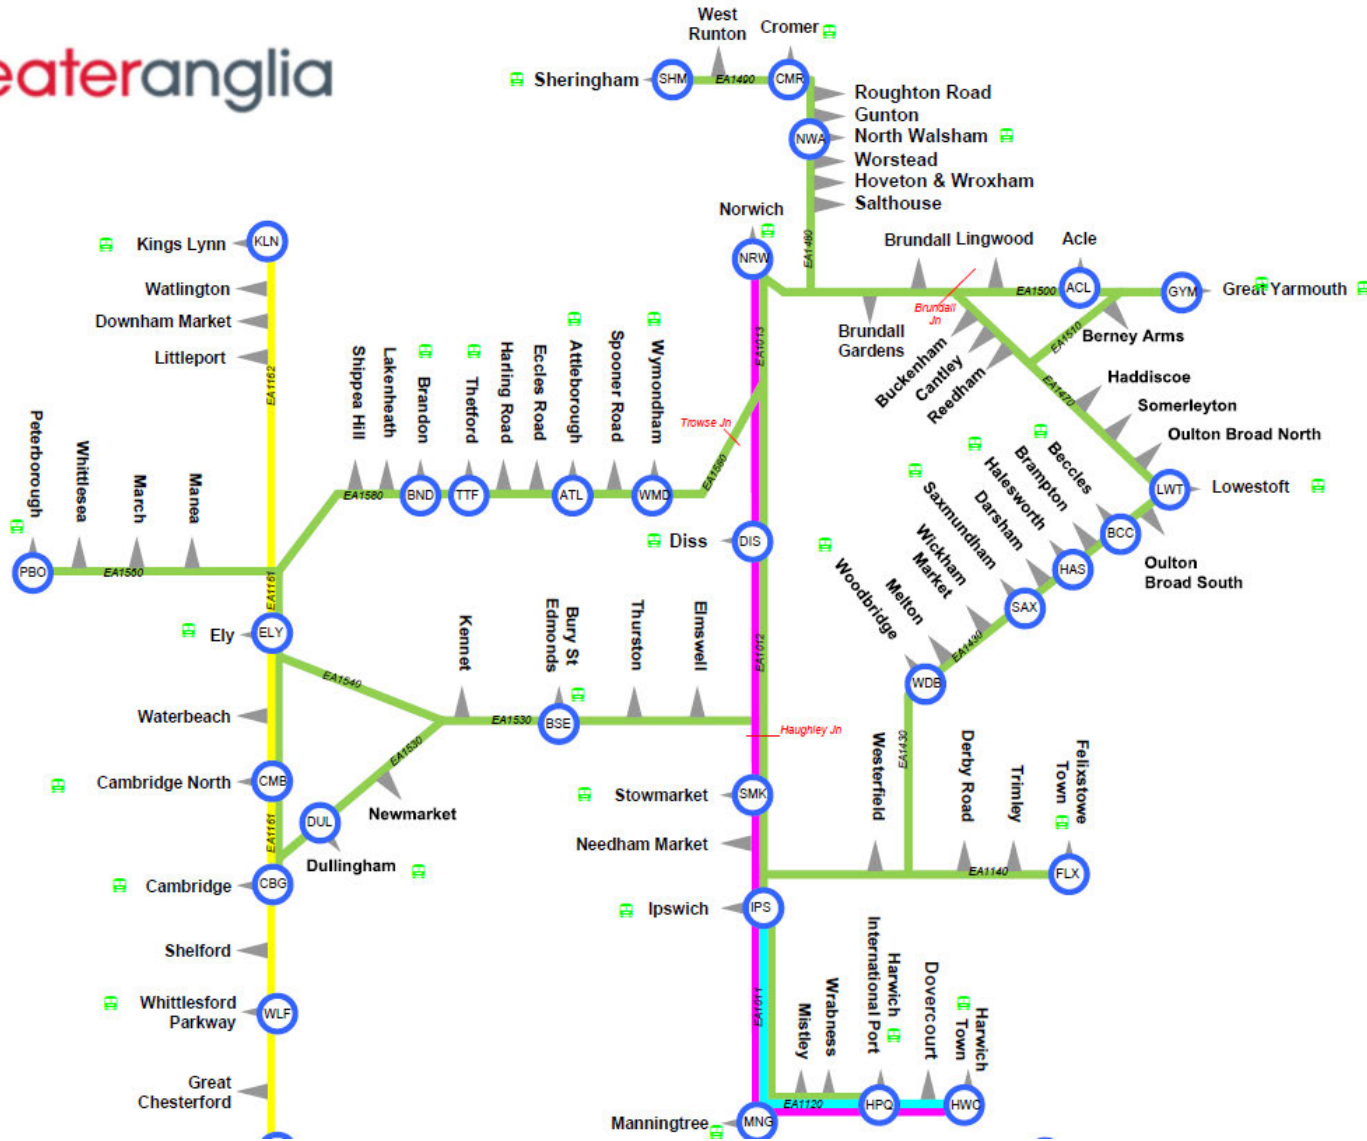 eateranglia
West
Runton
Cromer
Sheringham
SHM
EA1490
CMR
Roughton Road
Gunton
NWA
North Walsham
Worstead
Hoveton & Wroxham
Salthouse
EA1480
Norwich
NRW
Brundall
Lingwood
Acle
EA1500
ACL
GYM
Great Yarmouth
Brundall
Jn
Brundall
Gardens
EA1510
Berney Arms
Buckenham
Cantley
Reedham
EA1470
Haddiscoe
Somerleyton
Oulton Broad North
LWT
Lowestoft
Kings Lynn
KLN
Watlington
Downham Market
Littleport
EA1162
Shippea Hill
Lakenheath
Brandon
Thetford
Harling Road
Eccles Road
Attleborough
Spooner Road
Wymondham
EA1013
Trowse Jn
EA1580
EA1580
BND
TTF
ATL
WMD
Peterborough
Whittlesea
March
Manea
PBO
EA1560
EA1161
Diss
DIS
Beccles
Brampton
Halesworth
Darsham
Saxmundham
Wickham
Market
Melton
Woodbridge
BCC
HAS
SAX
Oulton
Broad South
EA1430
WDB
Ely
ELY
EA1540
Kennet
Bury St
Edmonds
Thurston
Elmswell
EA1012
Waterbeach
EA1530
BSE
Haughley Jn
EA1530
Cambridge North
CMB
Newmarket
EA1161
DUL
Dullingham
Stowmarket
SMK
Needham Market
EA1430
Westerfield
Derby Road
Trimley
Felixstowe
Town
EA1140
FLX
Cambridge
CBG
Ipswich
IPS
Shelford
Whittlesford
Parkway
WLF
EA1011
Mistley
Wrabness
Harwich
International Port
Dovercourt
Harwich
Town
Great
Chesterford
EA1120
HPQ
HWC
Manningtree
MNG